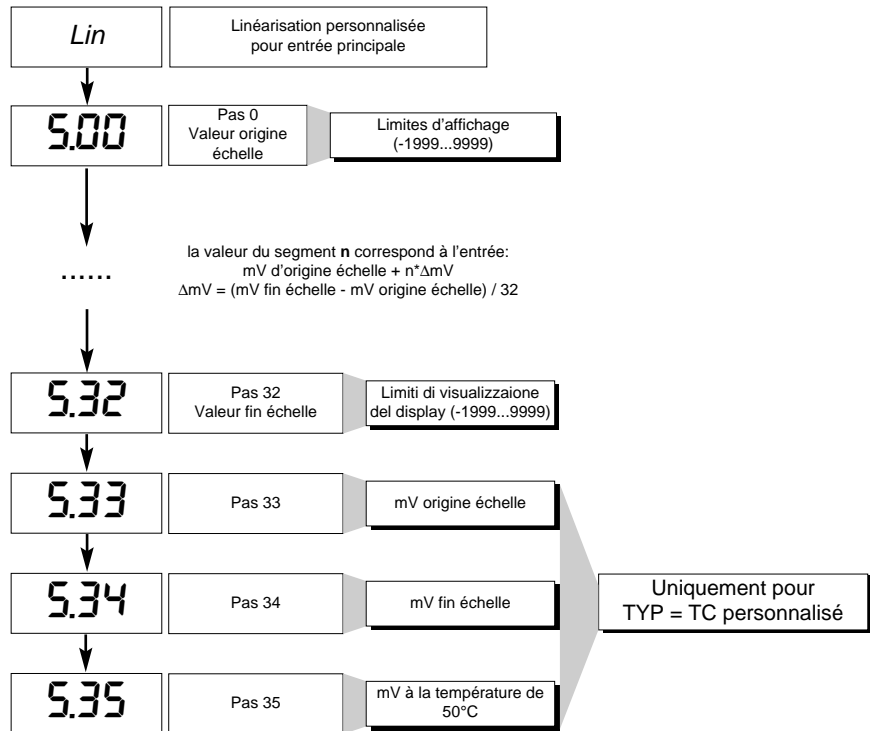 Lin
Linéarisation personnalisée
pour entrée principale
5.00
Pas 0
Valeur origine
échelle
Limites d'affichage
(-1999...9999)
......
la valeur du segment n correspond à l'entrée:
mV d'origine échelle + n*∆mV
∆mV = (mV fin échelle - mV origine échelle) / 32
5.32
Pas 32
Valeur fin échelle
Limiti di visualizzaione
del display (-1999...9999)
5.33
Pas 33
mV origine échelle
5.34
Pas 34
mV fin échelle
Uniquement pour
TYP = TC personnalisé
5.35
Pas 35
mV à la température de
50°C